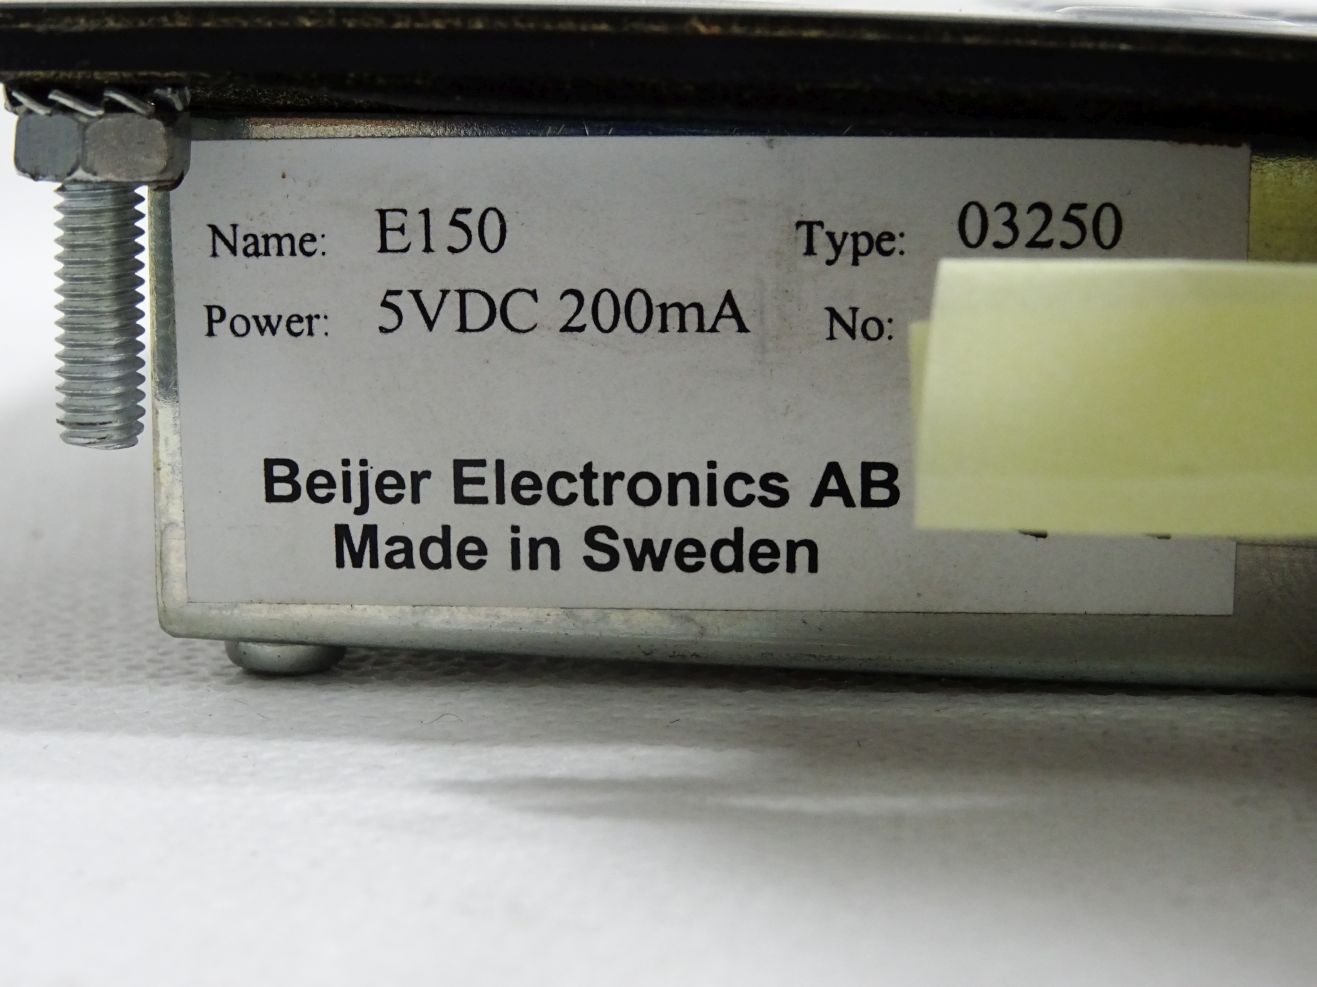 Name: E150 Type: 03250
Power: 5VDC 200mA No:
Beijer Electronics AB
Made in Sweden